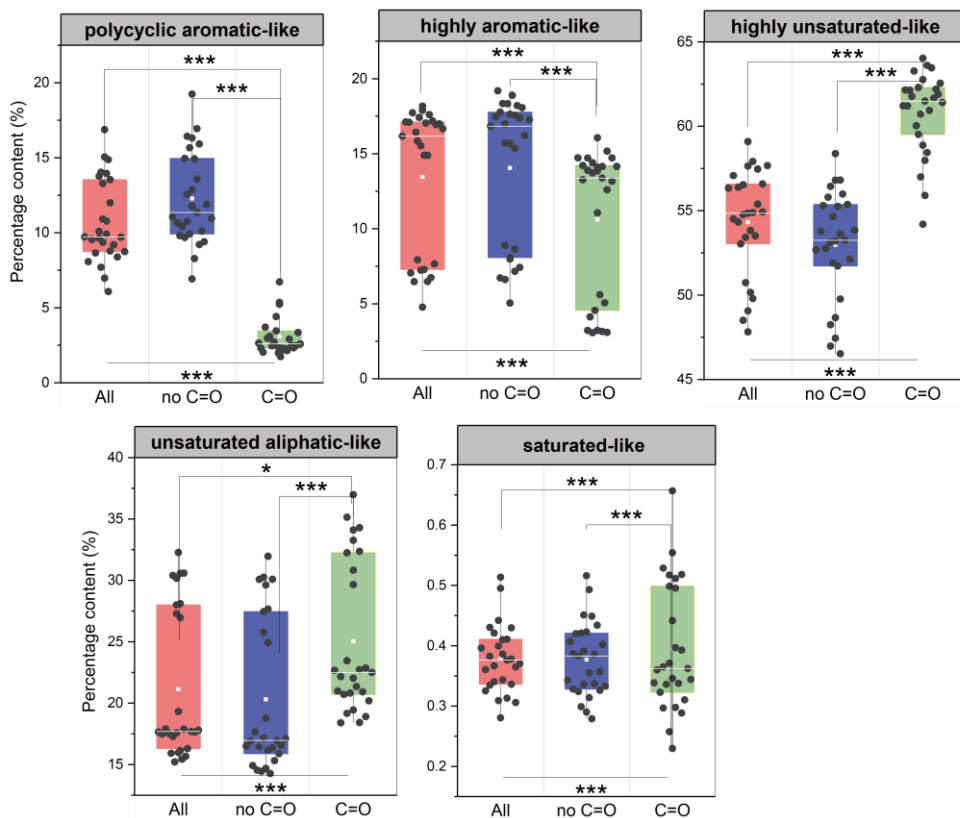 polycyclic aromatic-like
highly aromatic-like
highly unsaturated-like
Percentage content (%)
20
15
10
5
0
***
***
***
All
no C=O
C=O
25
20
15
10
5
0
***
***
***
All
no C=O
C=O
65
60
55
50
45
***
***
***
All
no C=O
C=O
unsaturated aliphatic-like
saturated-like
Percentage content (%)
40
35
30
25
20
15
*
***
***
All
no C=O
C=O
0.7
0.6
0.5
0.4
0.3
0.2
***
***
***
All
no C=O
C=O